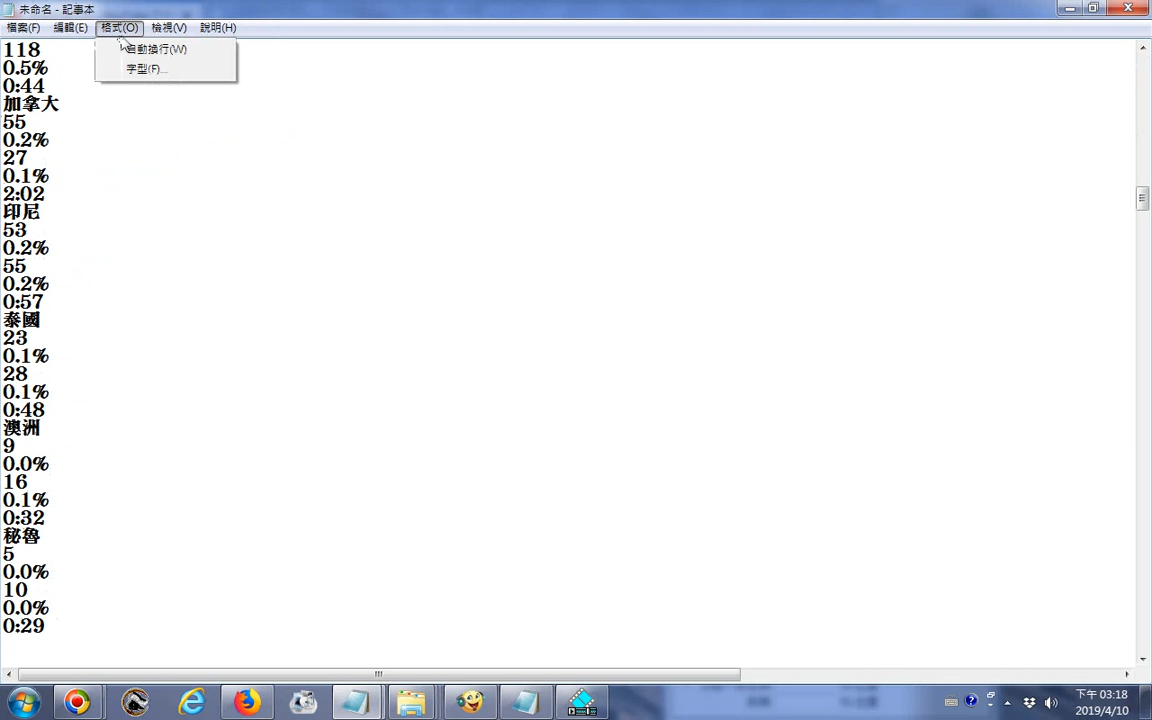 未命名 - 記事本
檔案(F) 編輯(E) 格式(O) 檢視(V) 說明(H)
自動換行(W)
字型(F)...
118
0.5%
0:44
加拿大
55
0.2%
27
0.1%
2:02
印尼
53
0.2%
55
0.2%
0:57
泰國
23
0.1%
28
0.1%
0:48
澳洲
9
0.0%
16
0.1%
0:32
秘魯
5
0.0%
10
0.0%
0:29
下午 03:18
2019/4/10